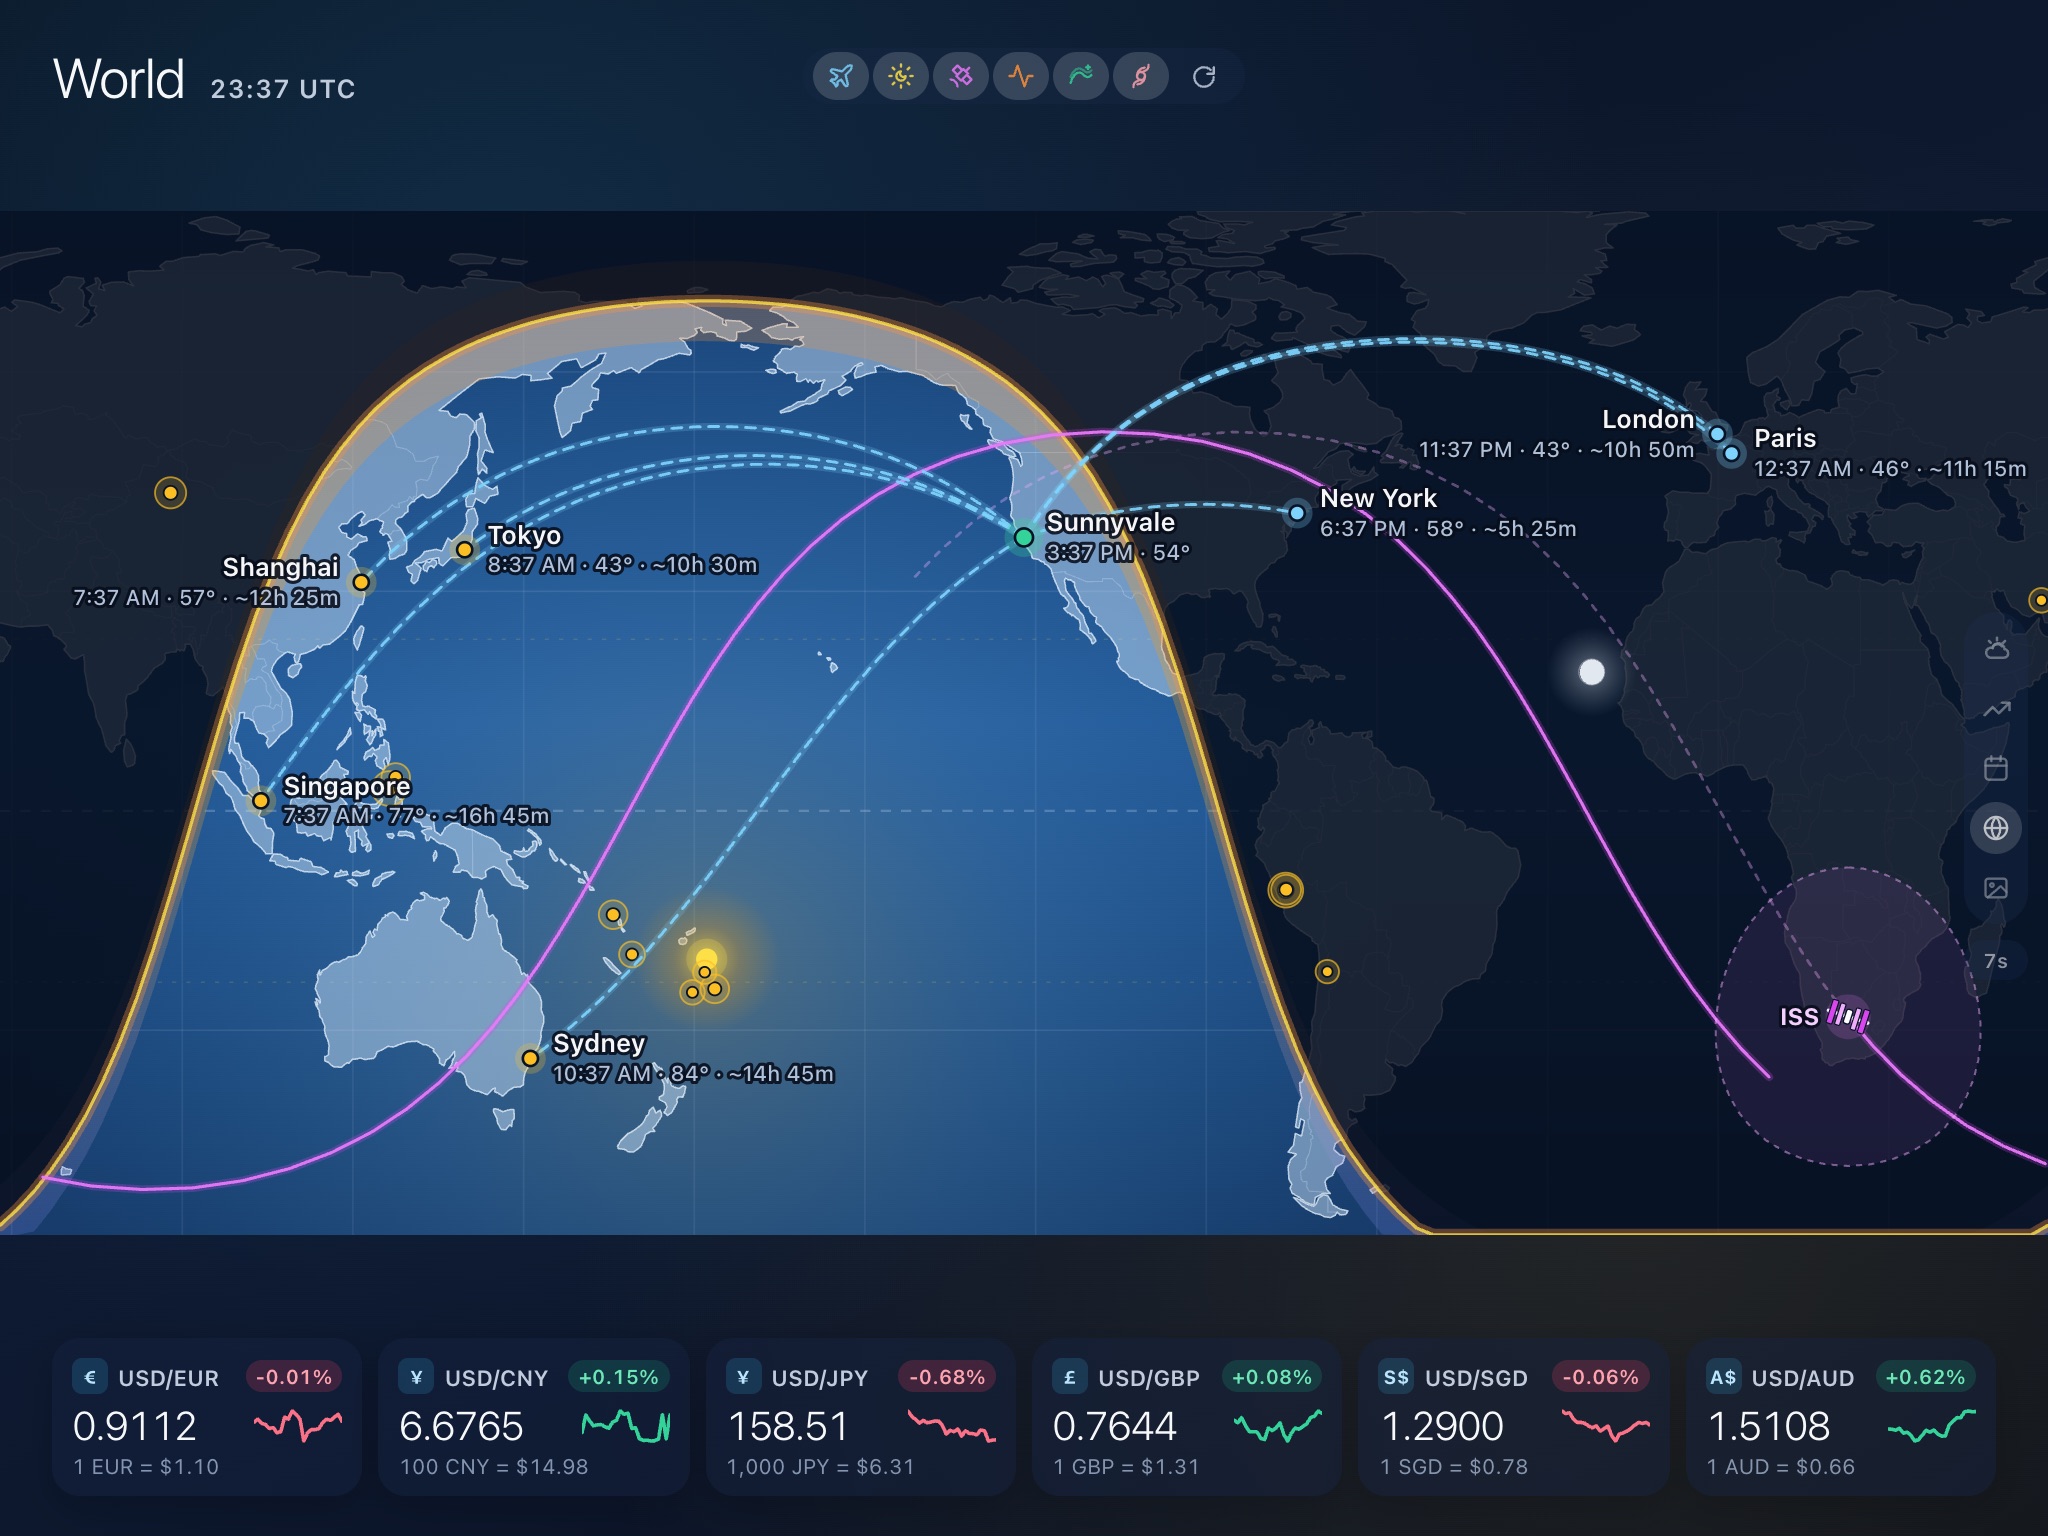 World 23:37 UTC
London
11:37 PM · 43° · ~10h 50m
Paris
12:37 AM · 46° · ~11h 15m
New York
6:37 PM · 58° · ~5h 25m
Sunnyvale
3:37 PM · 54°
Tokyo
8:37 AM · 43° · ~10h 30m
Shanghai
7:37 AM · 57° · ~12h 25m
Singapore
7:37 AM · 77° · ~16h 45m
7s
ISS
Sydney
10:37 AM · 84° · ~14h 45m
€ USD/EUR -0.01%
0.9112
1 EUR = $1.10
¥ USD/CNY +0.15%
6.6765
100 CNY = $14.98
¥ USD/JPY -0.68%
158.51
1,000 JPY = $6.31
£ USD/GBP +0.08%
0.7644
1 GBP = $1.31
S$ USD/SGD -0.06%
1.2900
1 SGD = $0.78
A$ USD/AUD +0.62%
1.5108
1 AUD = $0.66